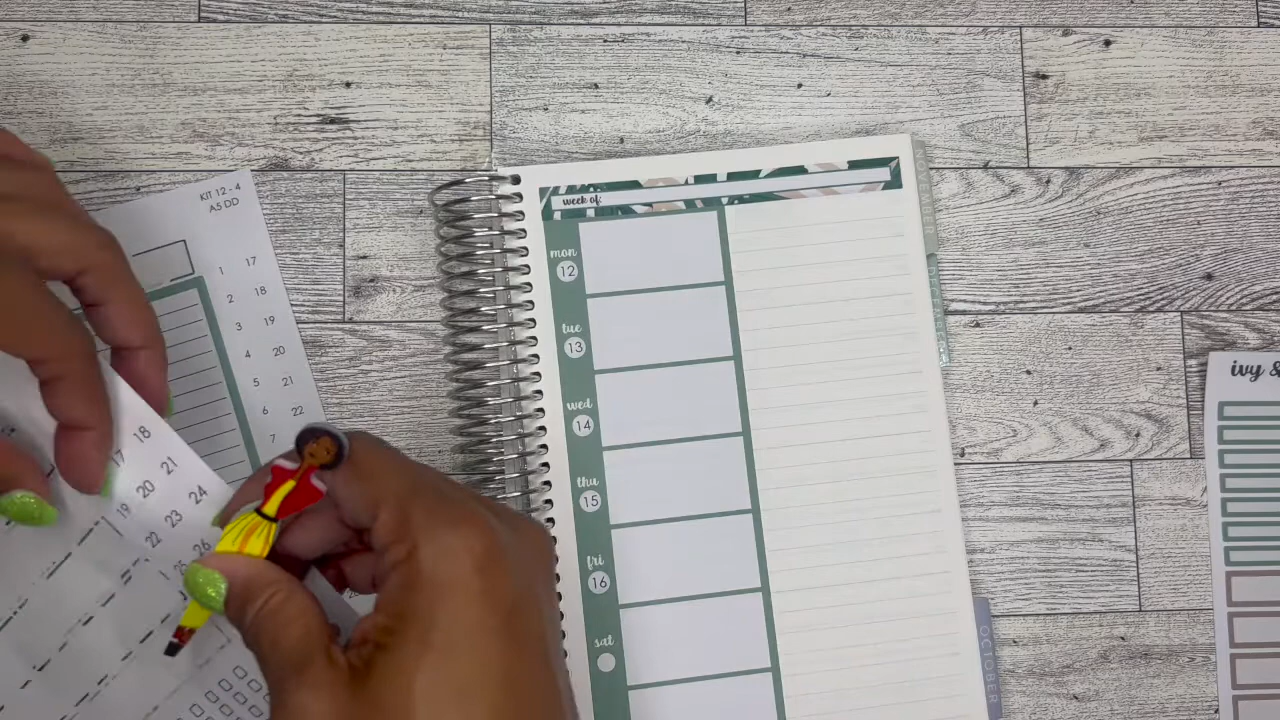 KIT 12 - 4
A5 DD
1 17
2 18
3 19
4 20
5 21
6 22
7
17 18
19 20 21
22 23 24
25 26
week of:
mon
12
tue
13
wed
14
thu
15
fri
16
sat
DECEMBER
OCTOBER
ivy &